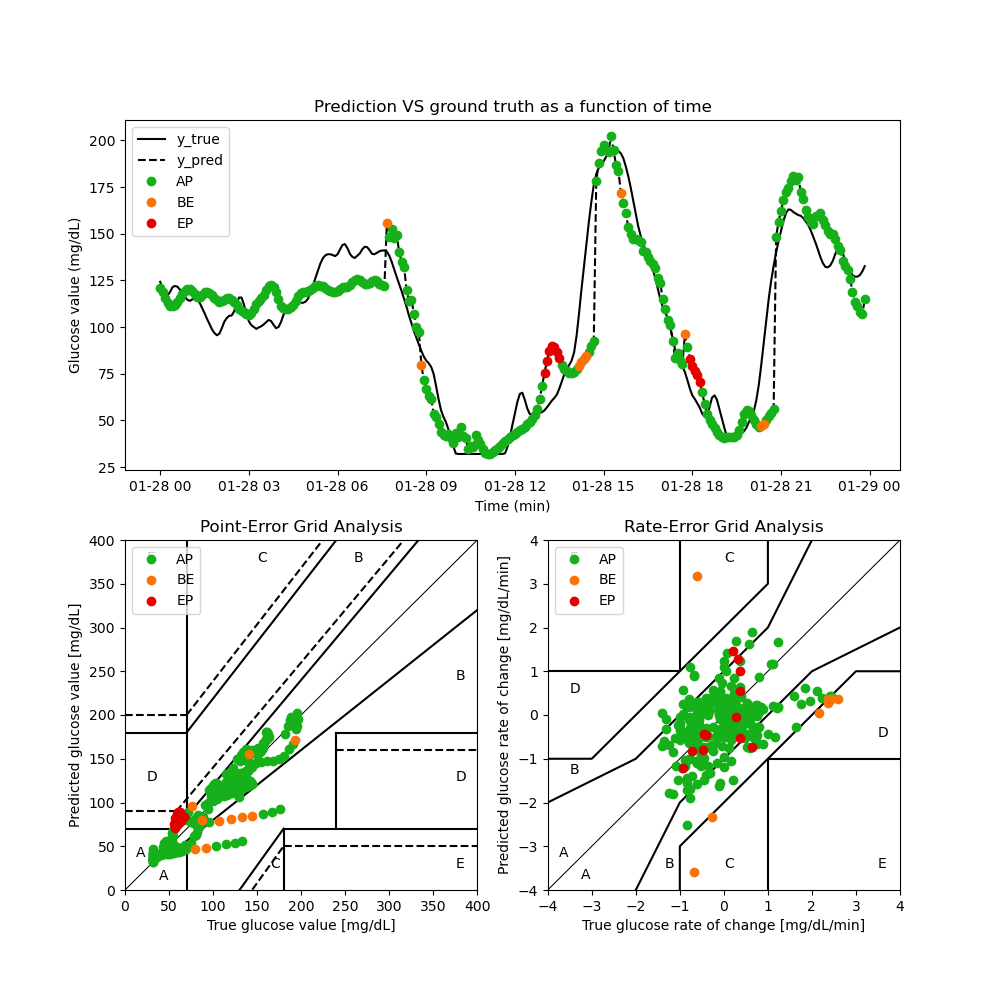 Prediction VS ground truth as a function of time
Glucose value (mg/dL)
200
175
150
125
100
75
50
25
y_true
y_pred
AP
BE
EP
01-28 00 01-28 03 01-28 06 01-28 09 01-28 12 01-28 15 01-28 18 01-28 21 01-29 00
Time (min)
Point-Error Grid Analysis
Predicted glucose value [mg/dL]
400
350
300
250
200
150
100
50
0
AP
BE
EP
C
B
B
D
D
A
A
C
E
0 50 100 150 200 250 300 350 400
True glucose value [mg/dL]
Rate-Error Grid Analysis
Predicted glucose rate of change [mg/dL/min]
4
3
2
1
0
−1
−2
−3
−4
AP
BE
EP
C
D
D
B
A
A
B
C
E
−4 −3 −2 −1 0 1 2 3 4
True glucose rate of change [mg/dL/min]